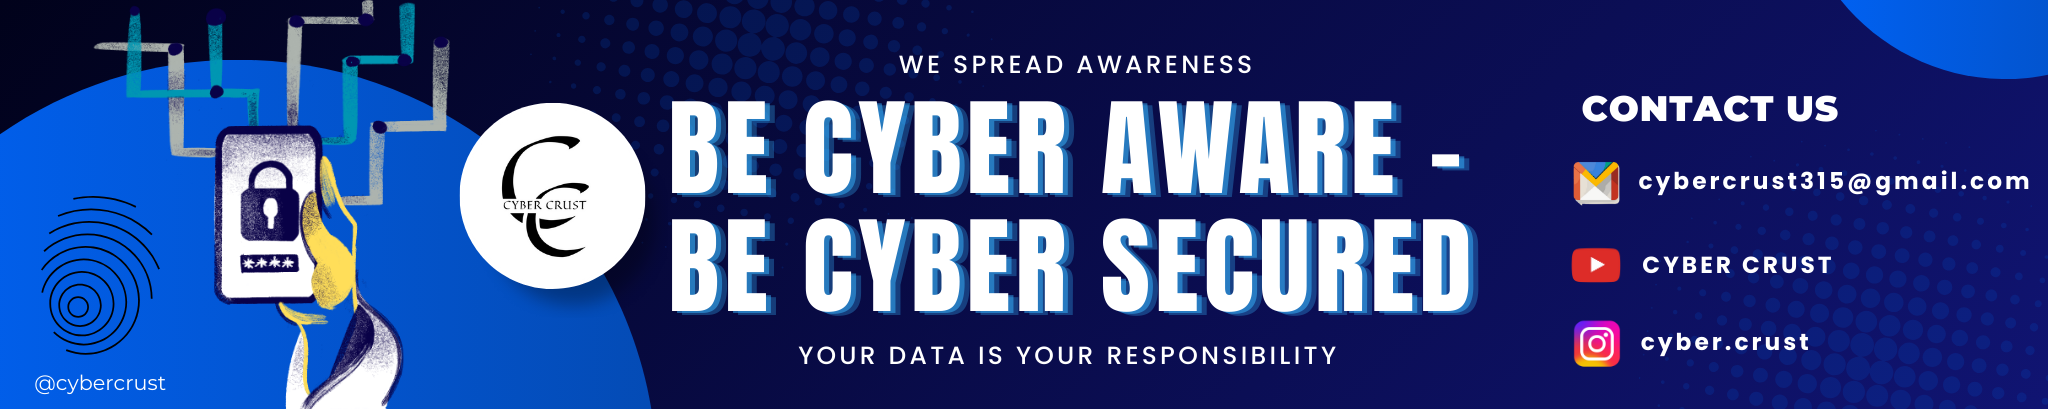 @cybercrust
****
CYBER CRUST
WE SPREAD AWARENESS
BE CYBER AWARE -
BE CYBER SECURED
YOUR DATA IS YOUR RESPONSIBILITY
CONTACT US
cybercrust315@gmail.com
CYBER CRUST
cyber.crust